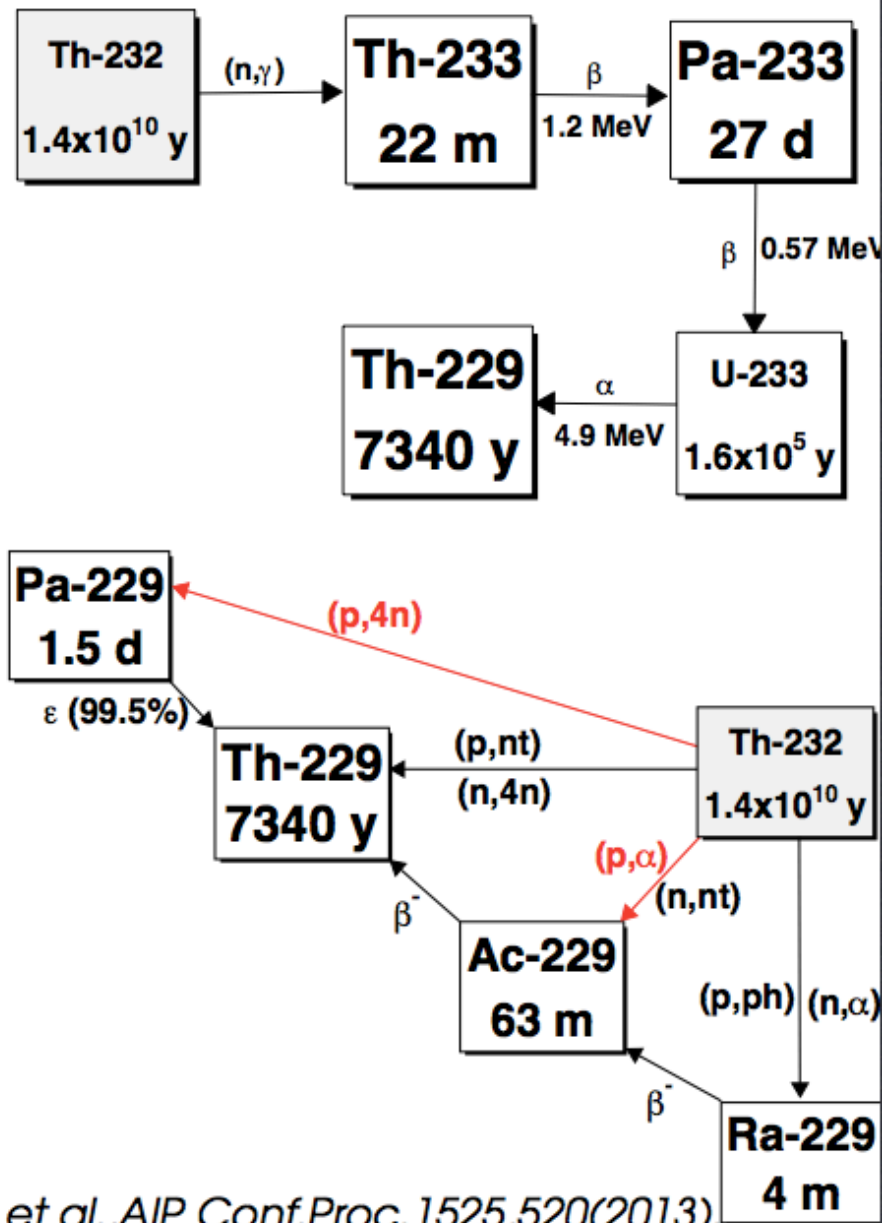 Th-232
1.4x10¹⁰ y
(n,γ)
Th-233
22 m
β
1.2 MeV
Pa-233
27 d
β
0.57 MeV
U-233
1.6x10⁵ y
α
4.9 MeV
Th-229
7340 y
Pa-229
1.5 d
(p,4n)
ε (99.5%)
Th-229
7340 y
(p,nt)
(n,4n)
Th-232
1.4x10¹⁰ y
(p,α)
(n,nt)
β⁻
Ac-229
63 m
(p,ph)
(n,α)
β⁻
Ra-229
4 m
et al. AIP Conf.Proc. 1525,520(2013)